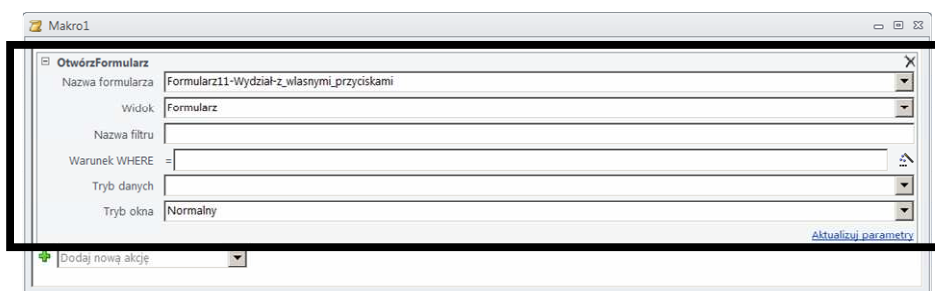 Makro1
OtwórzFormularz
Nazwa formularza Formularz11-Wydział-z_wlasnymi_przyciskami
Widok Formularz
Nazwa filtru
Warunek WHERE =
Tryb danych
Tryb okna Normalny
Aktualizuj parametry
Dodaj nową akcję